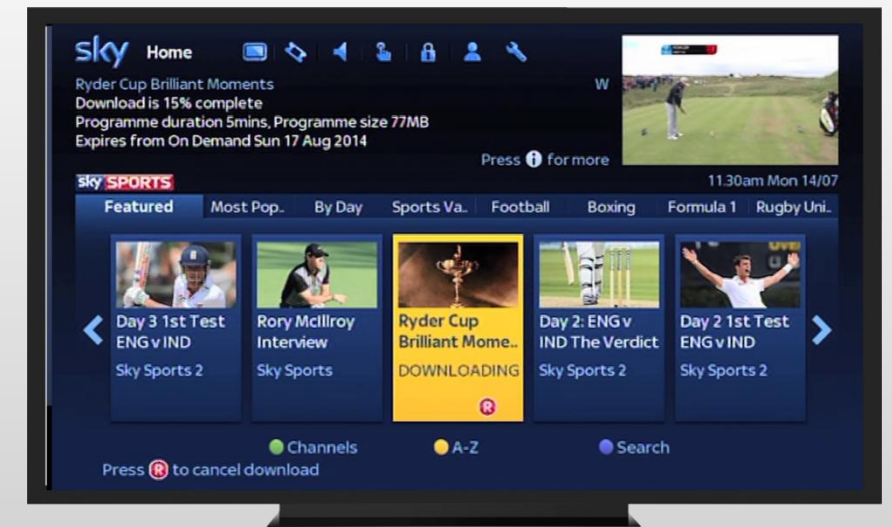 sky Home
Ryder Cup Brilliant Moments W
Download is 15% complete
Programme duration 5mins, Programme size 77MB
Expires from On Demand Sun 17 Aug 2014
Press i for more
sky SPORTS
11.30am Mon 14/07
Featured Most Pop.. By Day Sports Va.. Football Boxing Formula 1 Rugby Uni..
Day 3 1st Test
ENG v IND
Sky Sports 2
Rory McIllroy
Interview
Sky Sports
Ryder Cup
Brilliant Mome..
DOWNLOADING
R
Day 2: ENG v
IND The Verdict
Sky Sports 2
Day 2 1st Test
ENG v IND
Sky Sports 2
Channels A-Z Search
Press R to cancel download